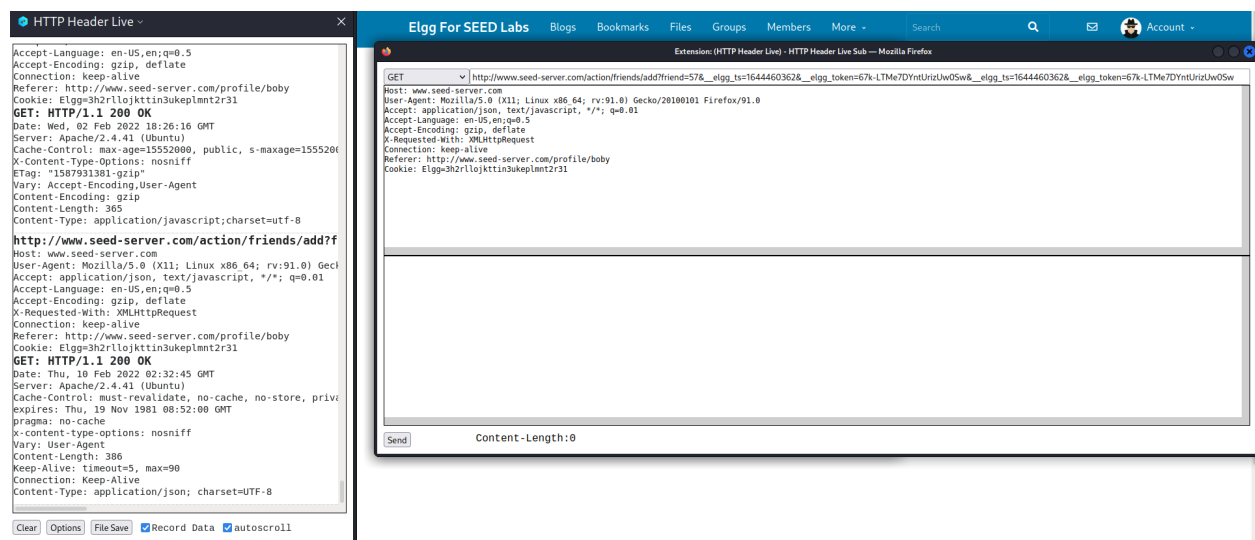 HTTP Header Live
Accept-Language: en-US,en;q=0.5
Accept-Encoding: gzip, deflate
Connection: keep-alive
Referer: http://www.seed-server.com/profile/boby
Cookie: Elgg=3h2rllojkttin3ukeplmnt2r31
GET: HTTP/1.1 200 OK
Date: Wed, 02 Feb 2022 18:26:16 GMT
Server: Apache/2.4.41 (Ubuntu)
Cache-Control: max-age=15552000, public, s-maxage=1555200
X-Content-Type-Options: nosniff
ETag: "1587931381-gzip"
Vary: Accept-Encoding,User-Agent
Content-Encoding: gzip
Content-Length: 365
Content-Type: application/javascript;charset=utf-8
http://www.seed-server.com/action/friends/add?f
Host: www.seed-server.com
User-Agent: Mozilla/5.0 (X11; Linux x86_64; rv:91.0) Geck
Accept: application/json, text/javascript, */*; q=0.01
Accept-Language: en-US,en;q=0.5
Accept-Encoding: gzip, deflate
X-Requested-With: XMLHttpRequest
Connection: keep-alive
Referer: http://www.seed-server.com/profile/boby
Cookie: Elgg=3h2rllojkttin3ukeplmnt2r31
GET: HTTP/1.1 200 OK
Date: Thu, 10 Feb 2022 02:32:45 GMT
Server: Apache/2.4.41 (Ubuntu)
Cache-Control: must-revalidate, no-cache, no-store, priva
expires: Thu, 19 Nov 1981 08:52:00 GMT
pragma: no-cache
x-content-type-options: nosniff
Vary: User-Agent
Content-Length: 386
Keep-Alive: timeout=5, max=90
Connection: Keep-Alive
Content-Type: application/json; charset=UTF-8
Clear Options File Save Record Data autoscroll
Elgg For SEED Labs Blogs Bookmarks Files Groups Members More Search Account
Extension: (HTTP Header Live) - HTTP Header Live Sub — Mozilla Firefox
GET http://www.seed-server.com/action/friends/add?friend=57&__elgg_ts=1644460362&__elgg_token=67k-LTMe7DYntUrizUw0Sw&__elgg_ts=1644460362&__elgg_token=67k-LTMe7DYntUrizUw0Sw
Host: www.seed-server.com
User-Agent: Mozilla/5.0 (X11; Linux x86_64; rv:91.0) Gecko/20100101 Firefox/91.0
Accept: application/json, text/javascript, */*; q=0.01
Accept-Language: en-US,en;q=0.5
Accept-Encoding: gzip, deflate
X-Requested-With: XMLHttpRequest
Connection: keep-alive
Referer: http://www.seed-server.com/profile/boby
Cookie: Elgg=3h2rllojkttin3ukeplmnt2r31
Send Content-Length:0